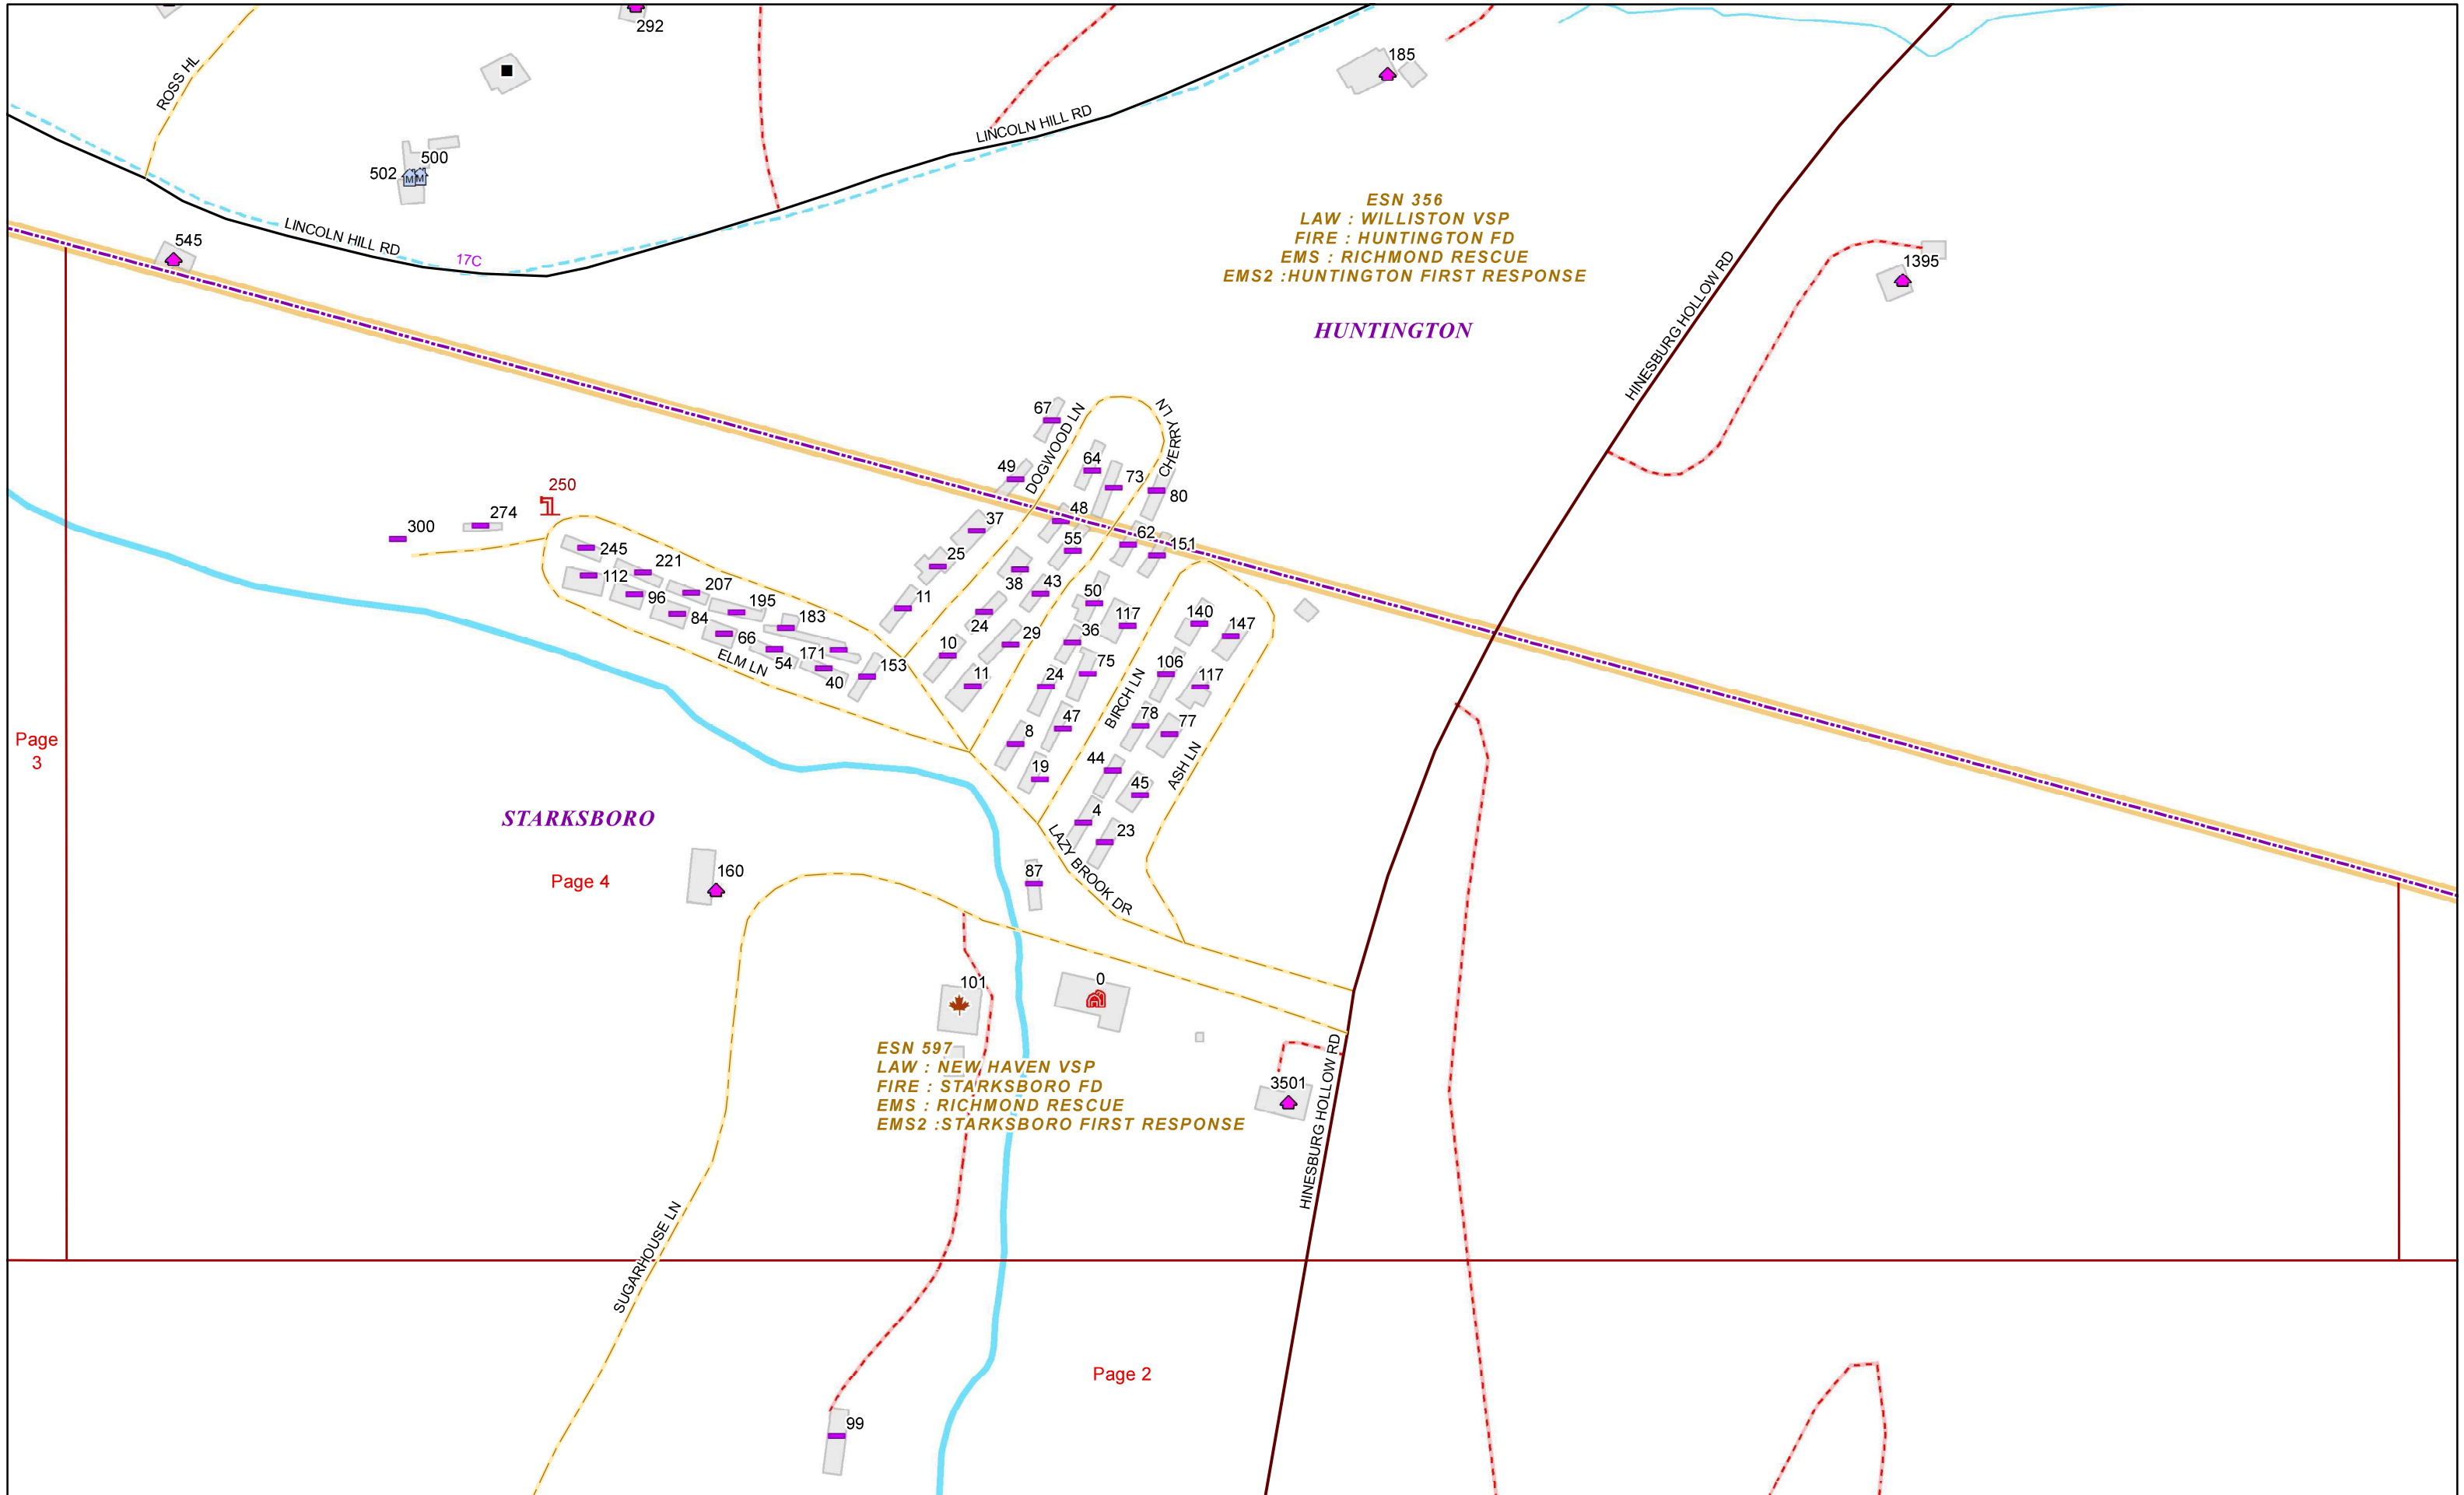 292
185
ROSS HL
LINCOLN HILL RD
502
500
M
M
LINCOLN HILL RD
17C
545
ESN 356
LAW : WILLISTON VSP
FIRE : HUNTINGTON FD
EMS : RICHMOND RESCUE
EMS2 :HUNTINGTON FIRST RESPONSE
HUNTINGTON
HINESBURG HOLLOW RD
1395
67
DOGWOOD LN
CHERRY LN
49
64
73
80
250
274
300
37
48
62
151
55
25
245
221
112
207
96
195
84
183
66
54
171
40
153
ELM LN
11
38
43
50
117
140
147
24
29
36
10
11
24
75
106
117
BIRCH LN
8
47
78
77
19
44
45
ASH LN
4
23
LAZY BROOK DR
87
Page
3
STARKSBORO
Page 4
160
101
0
ESN 597
LAW : NEW HAVEN VSP
FIRE : STARKSBORO FD
EMS : RICHMOND RESCUE
EMS2 :STARKSBORO FIRST RESPONSE
3501
HINESBURG HOLLOW RD
SUGARHOUSE LN
Page 2
99